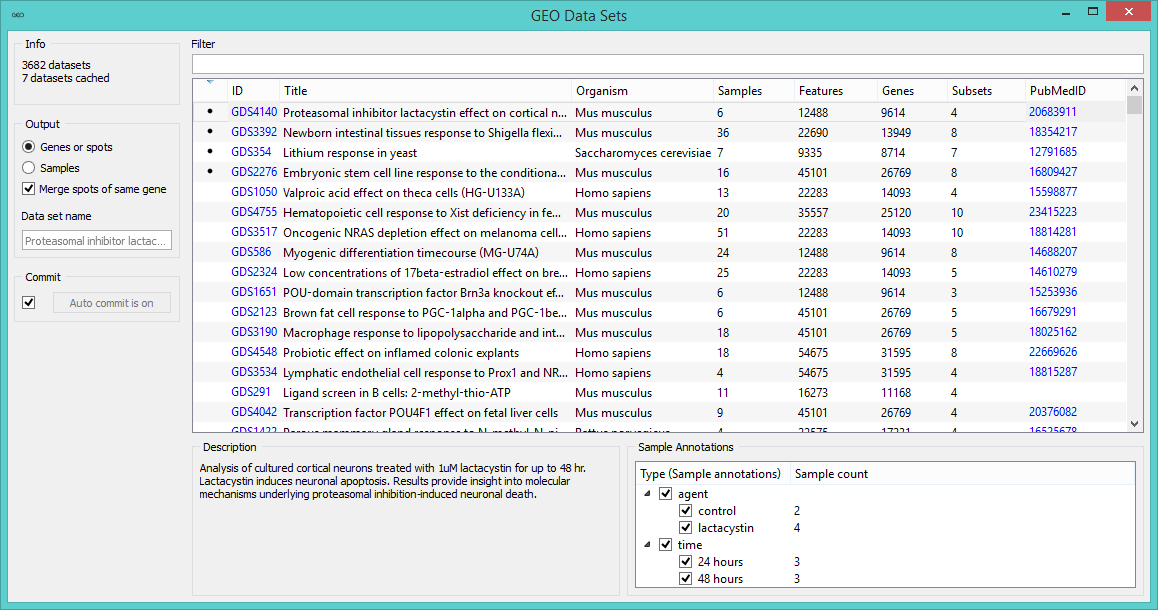 GEO
GEO Data Sets
Info
3682 datasets
7 datasets cached
Output
Genes or spots
Samples
Merge spots of same gene
Data set name
Proteasomal inhibitor lactac...
Commit
Auto commit is on
Filter
ID Title Organism Samples Features Genes Subsets PubMedID
GDS4140 Proteasomal inhibitor lactacystin effect on cortical n... Mus musculus 6 12488 9614 4 20683911
GDS3392 Newborn intestinal tissues response to Shigella flexi... Mus musculus 36 22690 13949 8 18354217
GDS354 Lithium response in yeast Saccharomyces cerevisiae 7 9335 8714 7 12791685
GDS2276 Embryonic stem cell line response to the conditiona... Mus musculus 16 45101 26769 8 16809427
GDS1050 Valproic acid effect on theca cells (HG-U133A) Homo sapiens 13 22283 14093 4 15598877
GDS4755 Hematopoietic cell response to Xist deficiency in fe... Mus musculus 20 35557 25120 10 23415223
GDS3517 Oncogenic NRAS depletion effect on melanoma cell... Homo sapiens 51 22283 14093 10 18814281
GDS586 Myogenic differentiation timecourse (MG-U74A) Mus musculus 24 12488 9614 8 14688207
GDS2324 Low concentrations of 17beta-estradiol effect on bre... Homo sapiens 25 22283 14093 5 14610279
GDS1651 POU-domain transcription factor Brn3a knockout ef... Mus musculus 6 12488 9614 3 15253936
GDS2123 Brown fat cell response to PGC-1alpha and PGC-1be... Mus musculus 6 45101 26769 5 16679291
GDS3190 Macrophage response to lipopolysaccharide and int... Mus musculus 18 45101 26769 5 18025162
GDS4548 Probiotic effect on inflamed colonic explants Homo sapiens 18 54675 31595 8 22669626
GDS3534 Lymphatic endothelial cell response to Prox1 and NR... Homo sapiens 4 54675 31595 4 18815287
GDS291 Ligand screen in B cells: 2-methyl-thio-ATP Mus musculus 11 16273 11168 4
GDS4042 Transcription factor POU4F1 effect on fetal liver cells Mus musculus 9 45101 26769 4 20376082
Description
Analysis of cultured cortical neurons treated with 1uM lactacystin for up to 48 hr.
Lactacystin induces neuronal apoptosis. Results provide insight into molecular
mechanisms underlying proteasomal inhibition-induced neuronal death.
Sample Annotations
Type (Sample annotations) Sample count
agent
control 2
lactacystin 4
time
24 hours 3
48 hours 3